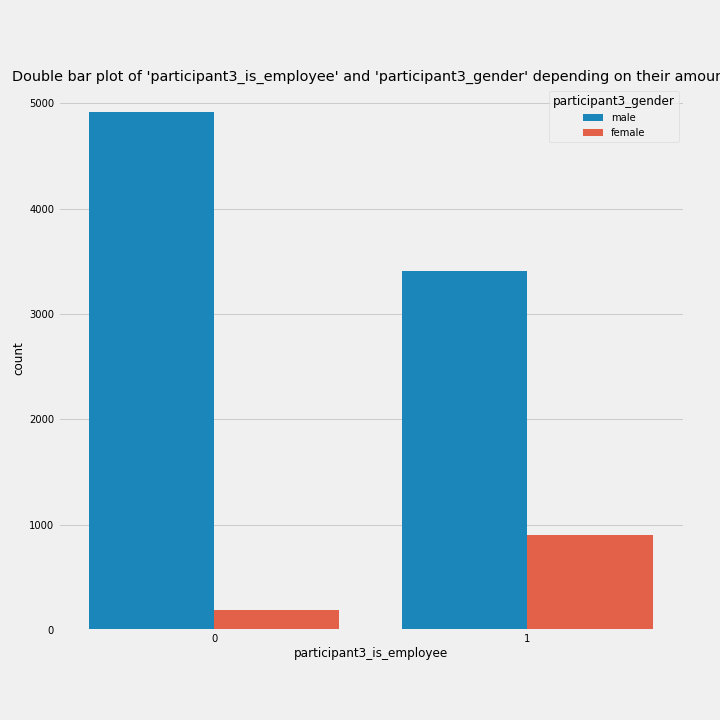 Double bar plot of 'participant3_is_employee' and 'participant3_gender' depending on their
participant3_gender
male
female
5000
4000
3000
2000
1000
0
count
0 1
participant3_is_employee